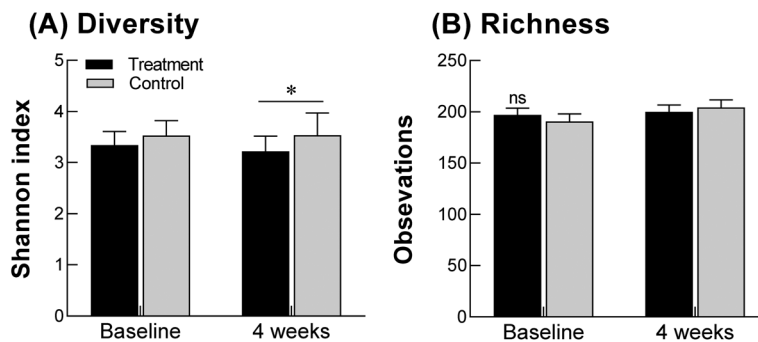 (A) Diversity
5
4
3
2
1
0
Shannon index
Treatment
Control
*
Baseline
4 weeks
(B) Richness
250
200
150
100
50
0
Obsevations
ns
Baseline
4 weeks